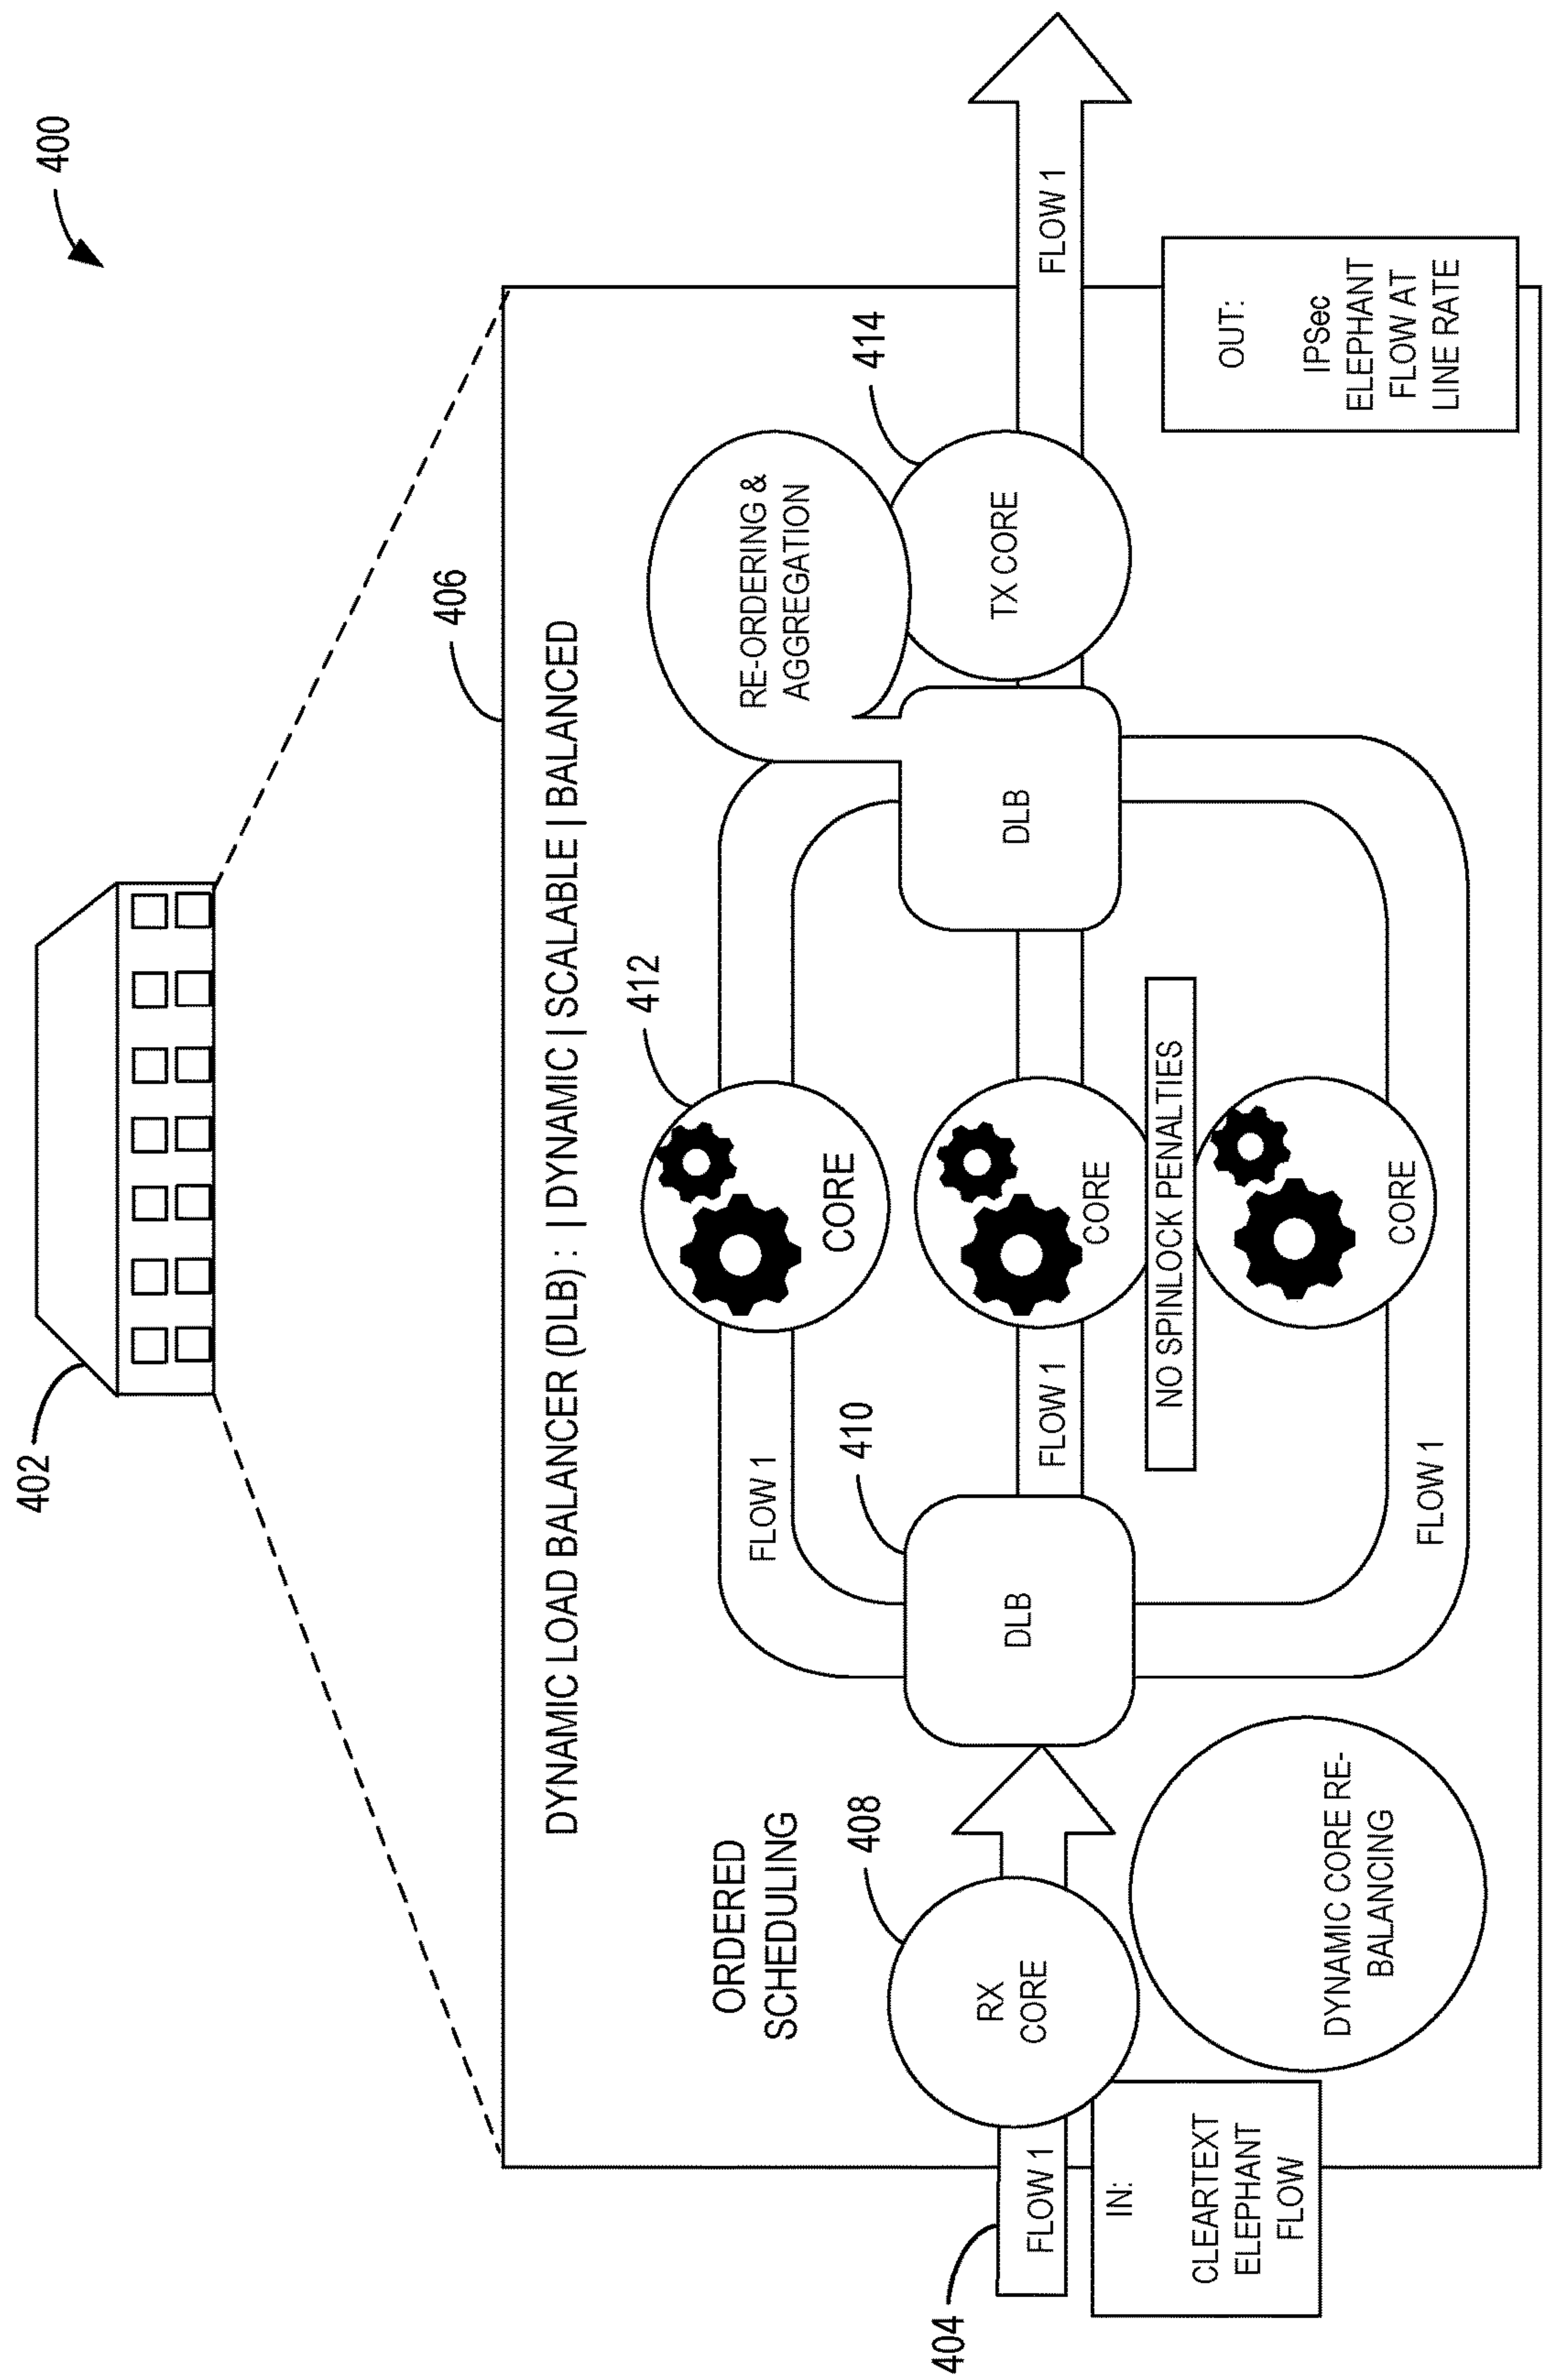 400
402
406
DYNAMIC LOAD BALANCER (DLB) : | DYNAMIC | SCALABLE | BALANCED
ORDERED
SCHEDULING
404
FLOW 1
IN:
CLEARTEXT
ELEPHANT
FLOW
408
RX
CORE
DYNAMIC CORE RE-
BALANCING
410
DLB
FLOW 1
FLOW 1
FLOW 1
412
CORE
CORE
NO SPINLOCK PENALTIES
CORE
DLB
RE-ORDERING &
AGGREGATION
414
TX CORE
FLOW 1
OUT:
IPSec
ELEPHANT
FLOW AT
LINE RATE